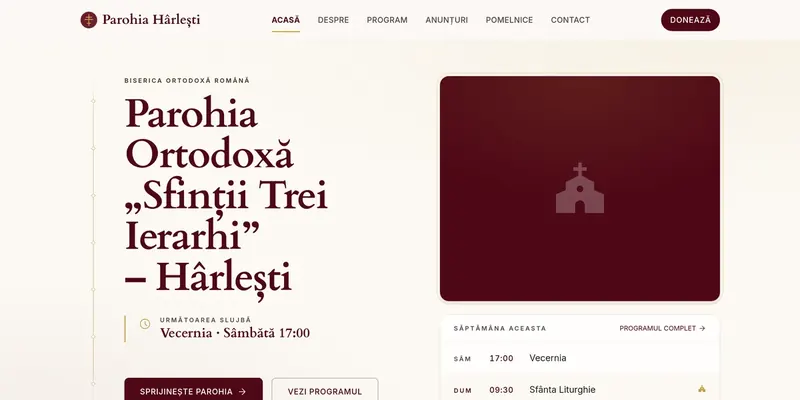 Parohia Hârlești
ACASĂ DESPRE PROGRAM ANUNȚURI POMELNICE CONTACT
DONEAZĂ
BISERICA ORTODOXĂ ROMÂNĂ
Parohia
Ortodoxă
„Sfinții Trei
Ierarhi”
– Hârlești
URMĂTOAREA SLUJBĂ
Vecernia · Sâmbătă 17:00
SPRIJINEȘTE PAROHIA →
VEZI PROGRAMUL
SĂPTĂMÂNA ACEASTA
PROGRAMUL COMPLET →
SÂM 17:00 Vecernia
DUM 09:30 Sfânta Liturghie